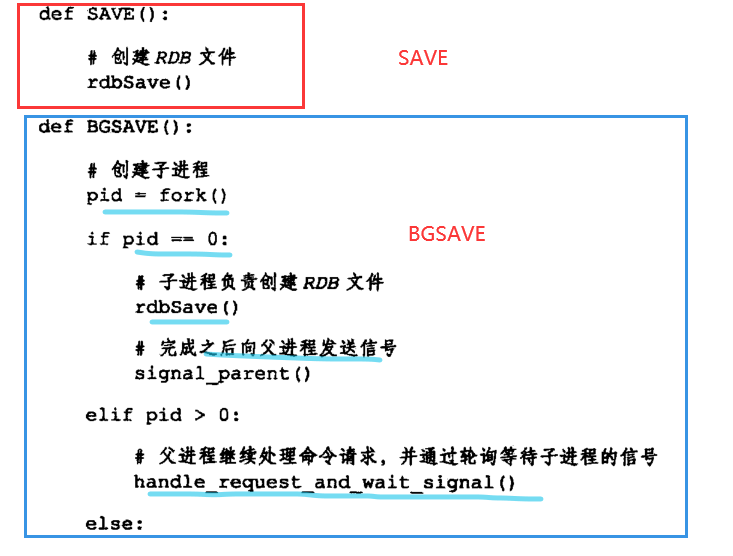 def SAVE():
# 创建 RDB 文件
rdbSave()
SAVE
def BGSAVE():
# 创建子进程
pid = fork()
if pid == 0:
BGSAVE
# 子进程负责创建 RDB 文件
rdbSave()
# 完成之后向父进程发送信号
signal_parent()
elif pid > 0:
# 父进程继续处理命令请求，并通过轮询等待子进程的信号
handle_request_and_wait_signal()
else: